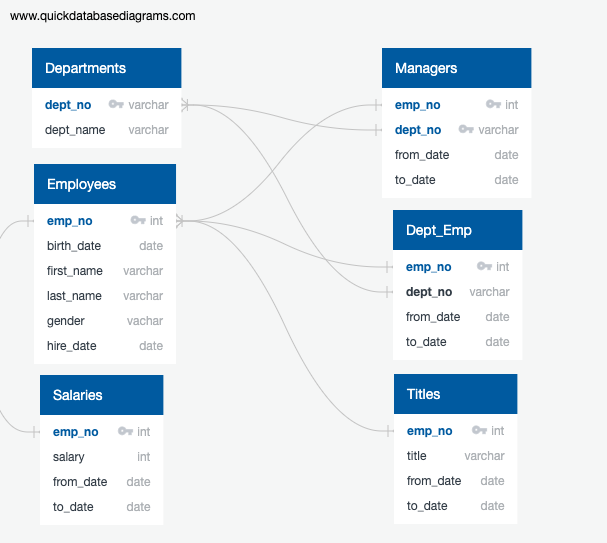 www.quickdatabasediagrams.com
Departments
dept_no varchar
dept_name varchar
Employees
emp_no int
birth_date date
first_name varchar
last_name varchar
gender vachar
hire_date date
Salaries
emp_no int
salary int
from_date date
to_date date
Managers
emp_no int
dept_no varchar
from_date date
to_date date
Dept_Emp
emp_no int
dept_no varchar
from_date date
to_date date
Titles
emp_no int
title varchar
from_date date
to_date date